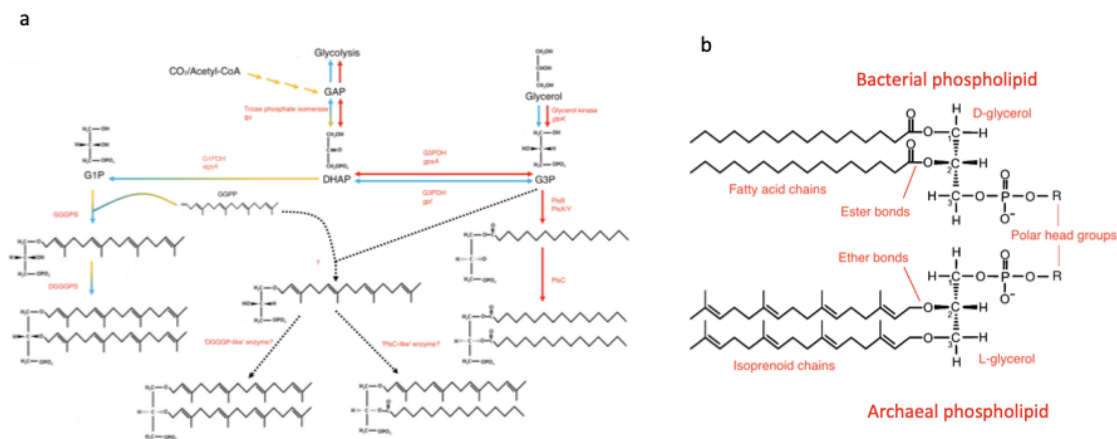 a
Glycolysis
CO₂/Acetyl-CoA
GAP
Triose phosphate isomerase
tpi
Glycerol
Glycerol kinase
glpK
G1PDH
egsA
G3PDH
gpsA
G1P
DHAP
G3P
G3PDH
glpC
GGPP
GGGPS
PlsB
PlsX/Y
DGGGPS
PlsC
?
'DGGGP-like' enzyme?
'PlsC-like' enzyme?
b
Bacterial phospholipid
D-glycerol
Fatty acid chains
Ester bonds
Polar head groups
Ether bonds
Isoprenoid chains
L-glycerol
Archaeal phospholipid